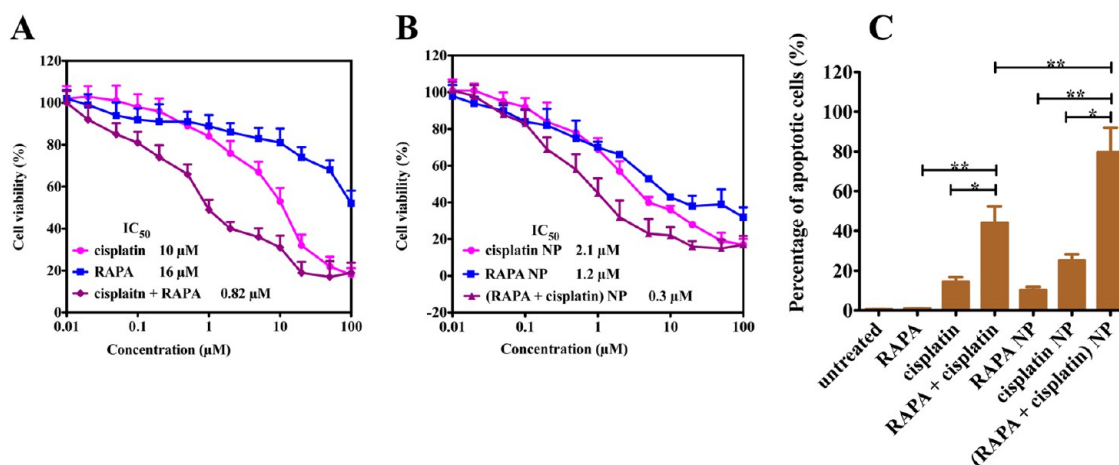 A
Cell viability (%)
120
100
80
60
40
20
0
IC50
cisplatin 10 µM
RAPA 16 µM
cisplaitn + RAPA 0.82 µM
0.01 0.1 1 10 100
Concentration (µM)
B
Cell viability (%)
120
100
80
60
40
20
0
-20
IC50
cisplatin NP 2.1 µM
RAPA NP 1.2 µM
(RAPA + cisplatin) NP 0.3 µM
0.01 0.1 1 10 100
Concentration (µM)
C
Percentage of apoptotic cells (%)
120
100
80
60
40
20
0
**
**
*
**
*
untreated
RAPA
cisplatin
RAPA + cisplatin
RAPA NP
cisplatin NP
(RAPA + cisplatin) NP